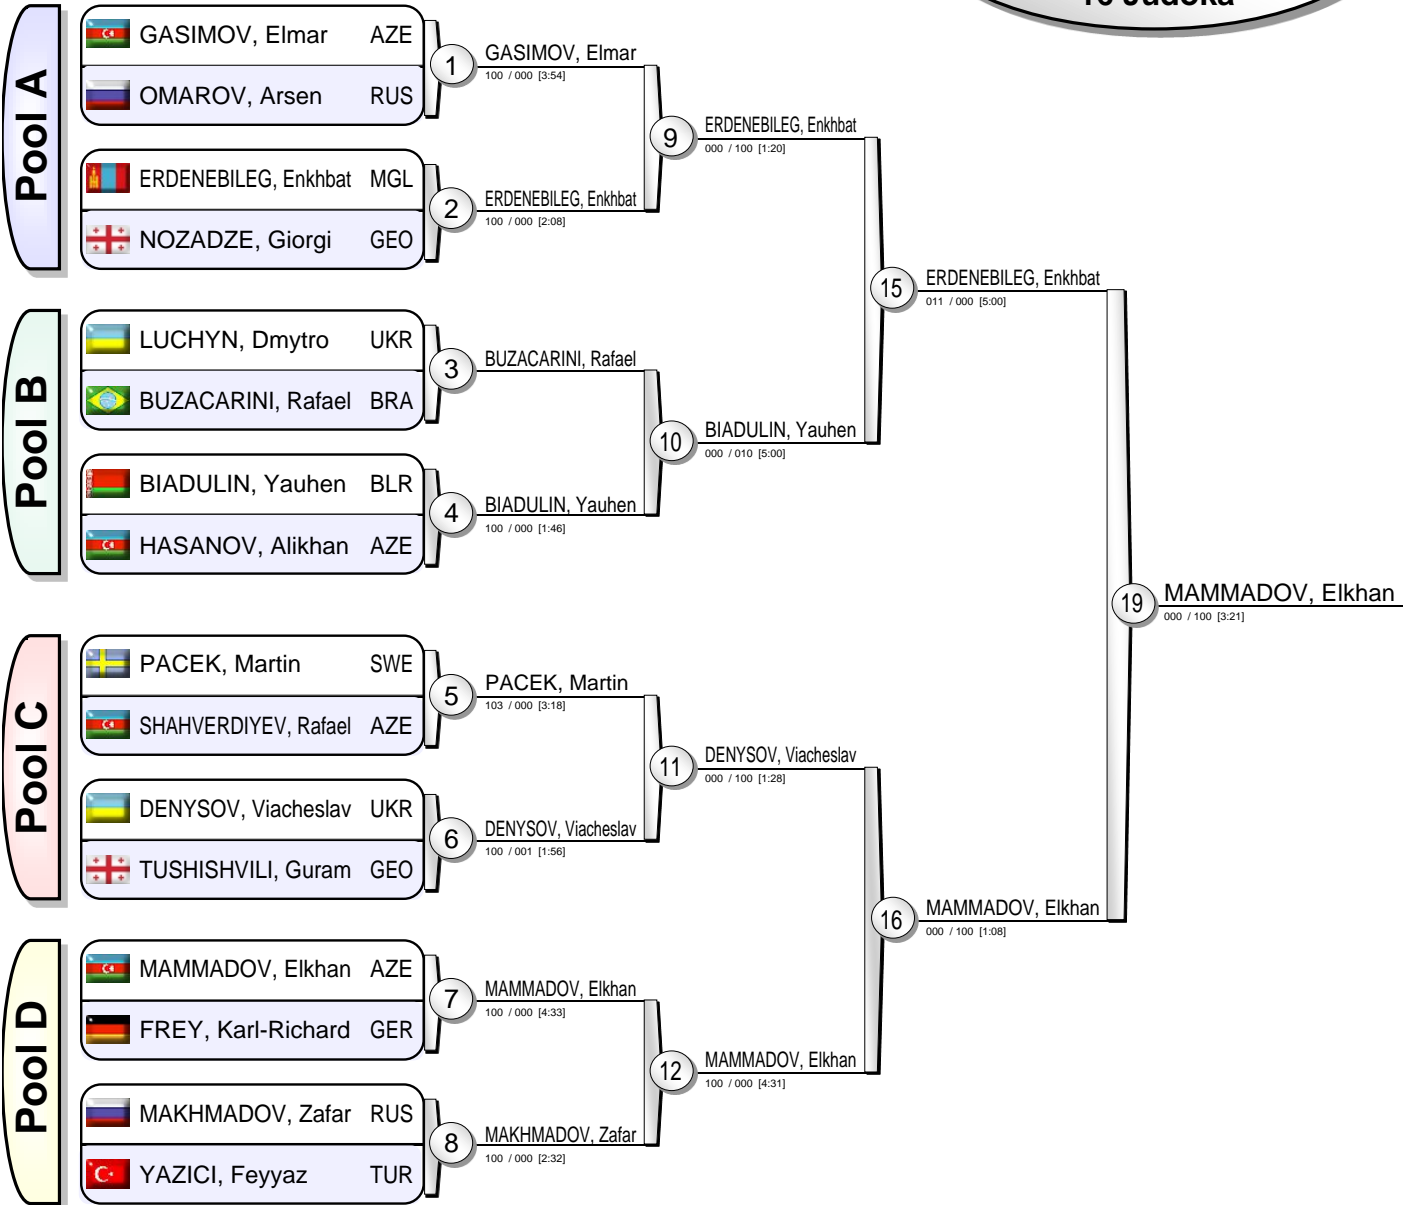 16 Judoka
Pool A
GASIMOV, Elmar AZE
OMAROV, Arsen RUS
ERDENEBILEG, Enkhbat MGL
NOZADZE, Giorgi GEO
Pool B
LUCHYN, Dmytro UKR
BUZACARINI, Rafael BRA
BIADULIN, Yauhen BLR
HASANOV, Alikhan AZE
Pool C
PACEK, Martin SWE
SHAHVERDIYEV, Rafael AZE
DENYSOV, Viacheslav UKR
TUSHISHVILI, Guram GEO
Pool D
MAMMADOV, Elkhan AZE
FREY, Karl-Richard GER
MAKHMADOV, Zafar RUS
YAZICI, Feyyaz TUR
1
GASIMOV, Elmar
100 / 000 [3:54]
2
ERDENEBILEG, Enkhbat
100 / 000 [2:08]
3
BUZACARINI, Rafael
4
BIADULIN, Yauhen
100 / 000 [1:46]
5
PACEK, Martin
103 / 000 [3:18]
6
DENYSOV, Viacheslav
100 / 001 [1:56]
7
MAMMADOV, Elkhan
100 / 000 [4:33]
8
MAKHMADOV, Zafar
100 / 000 [2:32]
9
ERDENEBILEG, Enkhbat
000 / 100 [1:20]
10
BIADULIN, Yauhen
000 / 010 [5:00]
11
DENYSOV, Viacheslav
000 / 100 [1:28]
12
MAMMADOV, Elkhan
100 / 000 [4:31]
15
ERDENEBILEG, Enkhbat
011 / 000 [5:00]
16
MAMMADOV, Elkhan
000 / 100 [1:08]
19
MAMMADOV, Elkhan
000 / 100 [3:21]